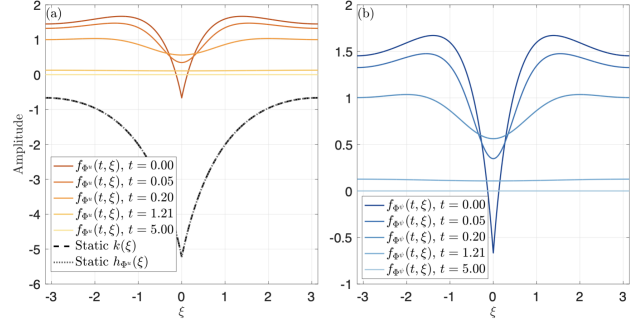 (a)
2
1
0
-1
-2
-3
-4
-5
-6
Amplitude
f_{Φ^u}(t, ξ), t = 0.00
f_{Φ^u}(t, ξ), t = 0.05
f_{Φ^u}(t, ξ), t = 0.20
f_{Φ^u}(t, ξ), t = 1.21
f_{Φ^u}(t, ξ), t = 5.00
Static k(ξ)
Static h_{Φ^u}(ξ)
-3 -2 -1 0 1 2 3
ξ
(b)
2
1.5
1
0.5
0
-0.5
-1
f_{Φ^ψ}(t, ξ), t = 0.00
f_{Φ^ψ}(t, ξ), t = 0.05
f_{Φ^ψ}(t, ξ), t = 0.20
f_{Φ^ψ}(t, ξ), t = 1.21
f_{Φ^ψ}(t, ξ), t = 5.00
-3 -2 -1 0 1 2 3
ξ